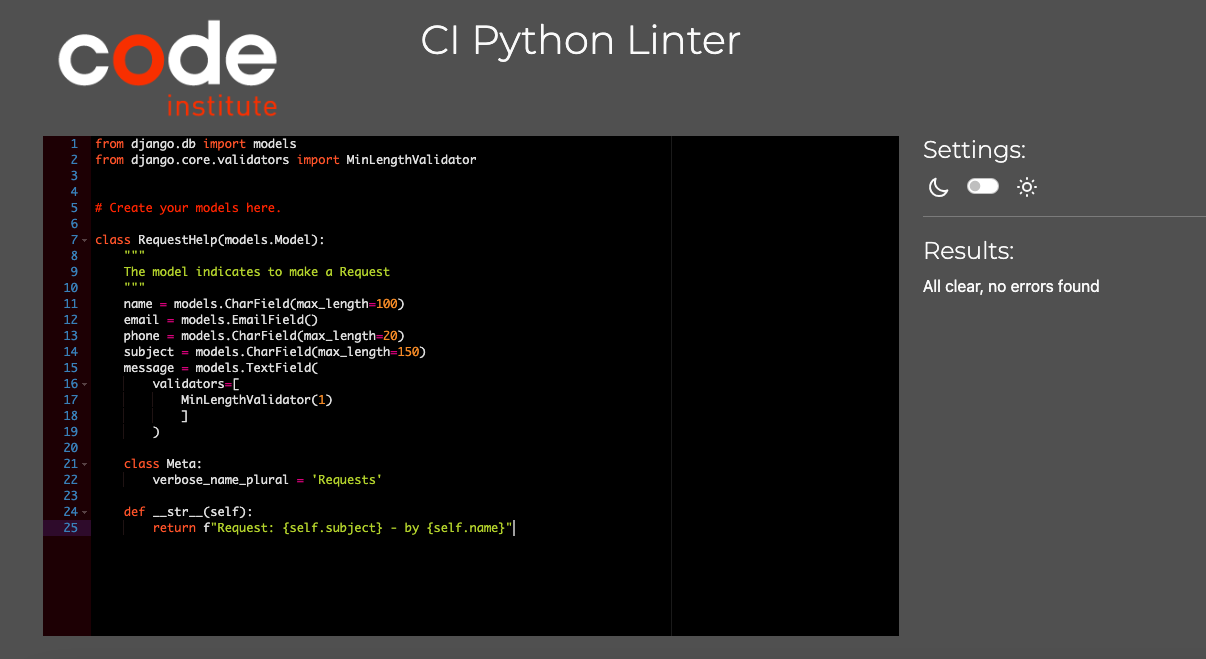 code
institute
CI Python Linter
1 from django.db import models
2 from django.core.validators import MinLengthValidator
3
4
5 # Create your models here.
6
7 class RequestHelp(models.Model):
8     """
9     The model indicates to make a Request
10     """
11     name = models.CharField(max_length=100)
12     email = models.EmailField()
13     phone = models.CharField(max_length=20)
14     subject = models.CharField(max_length=150)
15     message = models.TextField(
16         validators=[
17             MinLengthValidator(1)
18             ]
19         )
20
21     class Meta:
22         verbose_name_plural = 'Requests'
23
24     def __str__(self):
25         return f"Request: {self.subject} - by {self.name}"
Settings:
Results:
All clear, no errors found